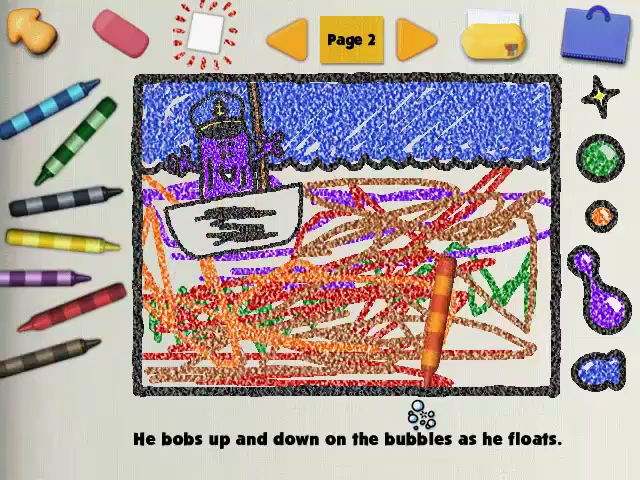 Page 2
He bobs up and down on the bubbles as he floats.